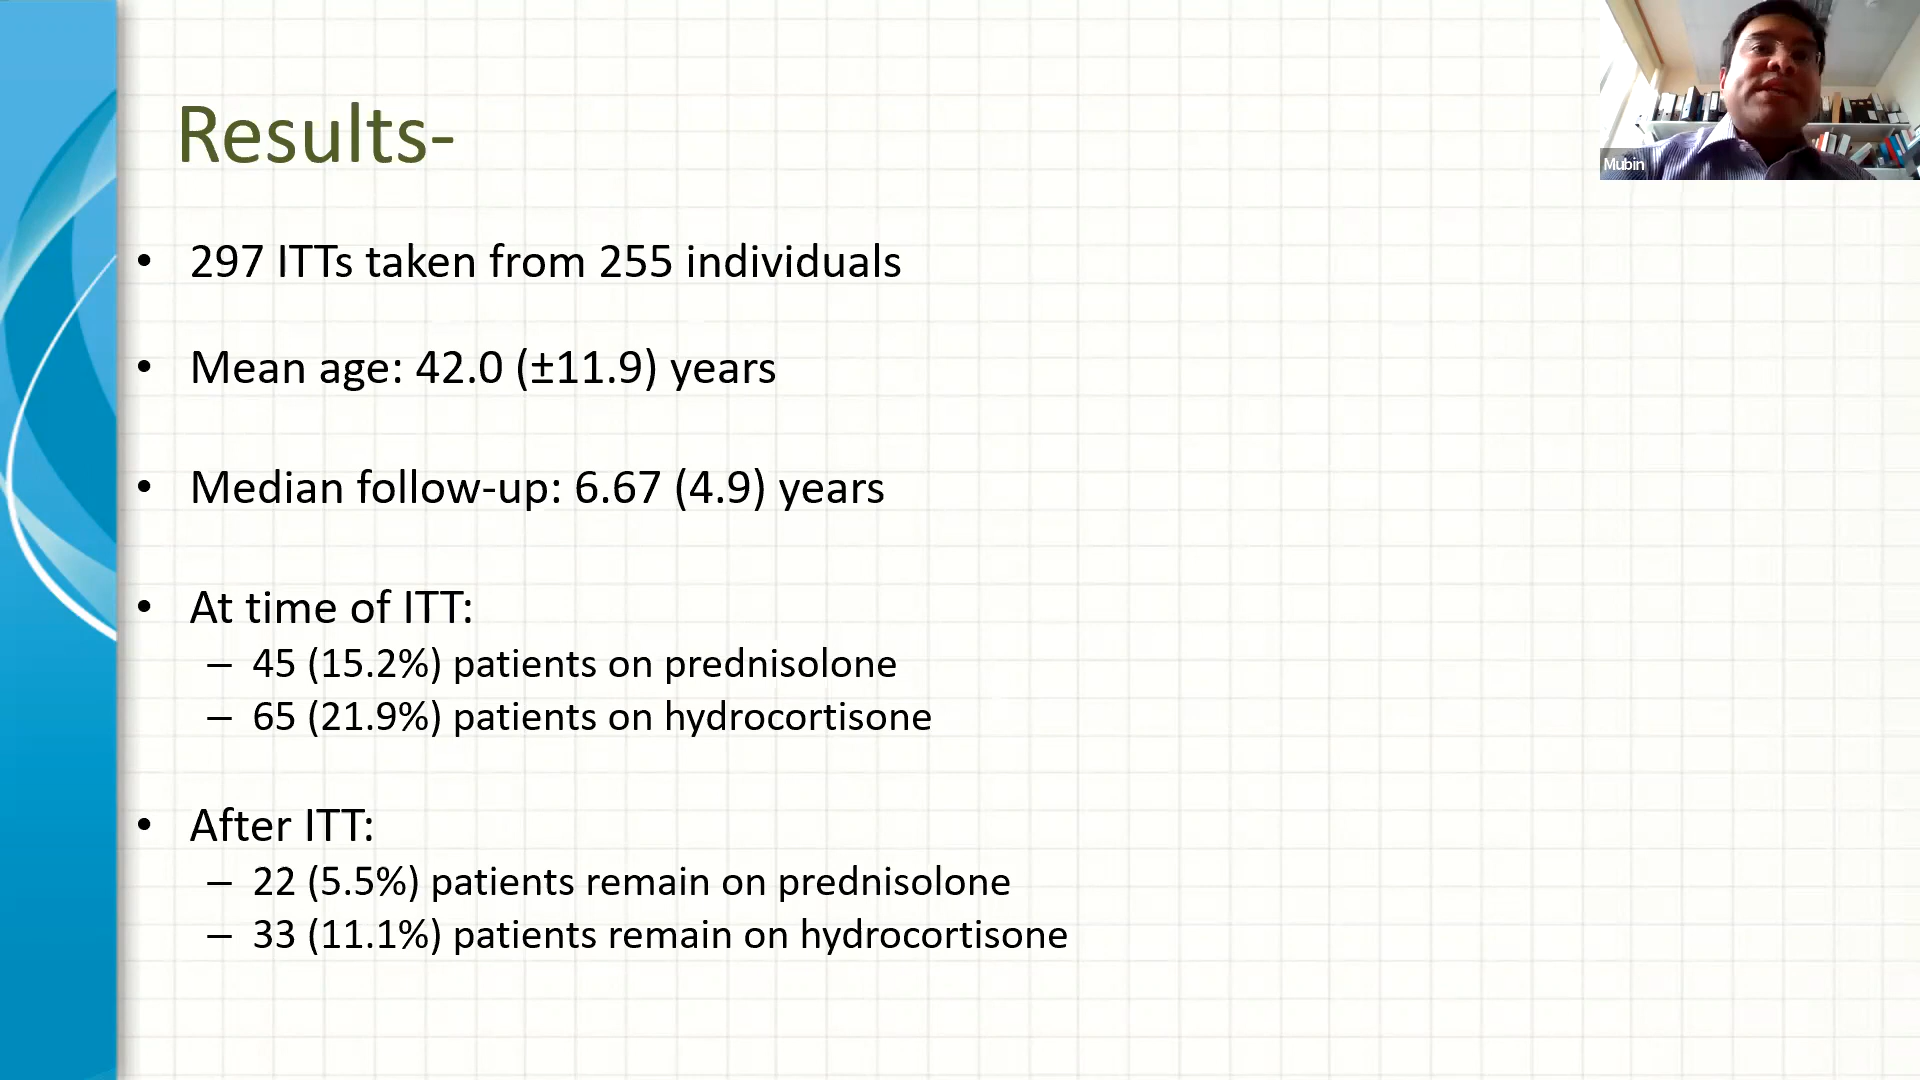 Results-
Mubin
• 297 ITTs taken from 255 individuals
• Mean age: 42.0 (±11.9) years
• Median follow-up: 6.67 (4.9) years
• At time of ITT:
– 45 (15.2%) patients on prednisolone
– 65 (21.9%) patients on hydrocortisone
• After ITT:
– 22 (5.5%) patients remain on prednisolone
– 33 (11.1%) patients remain on hydrocortisone